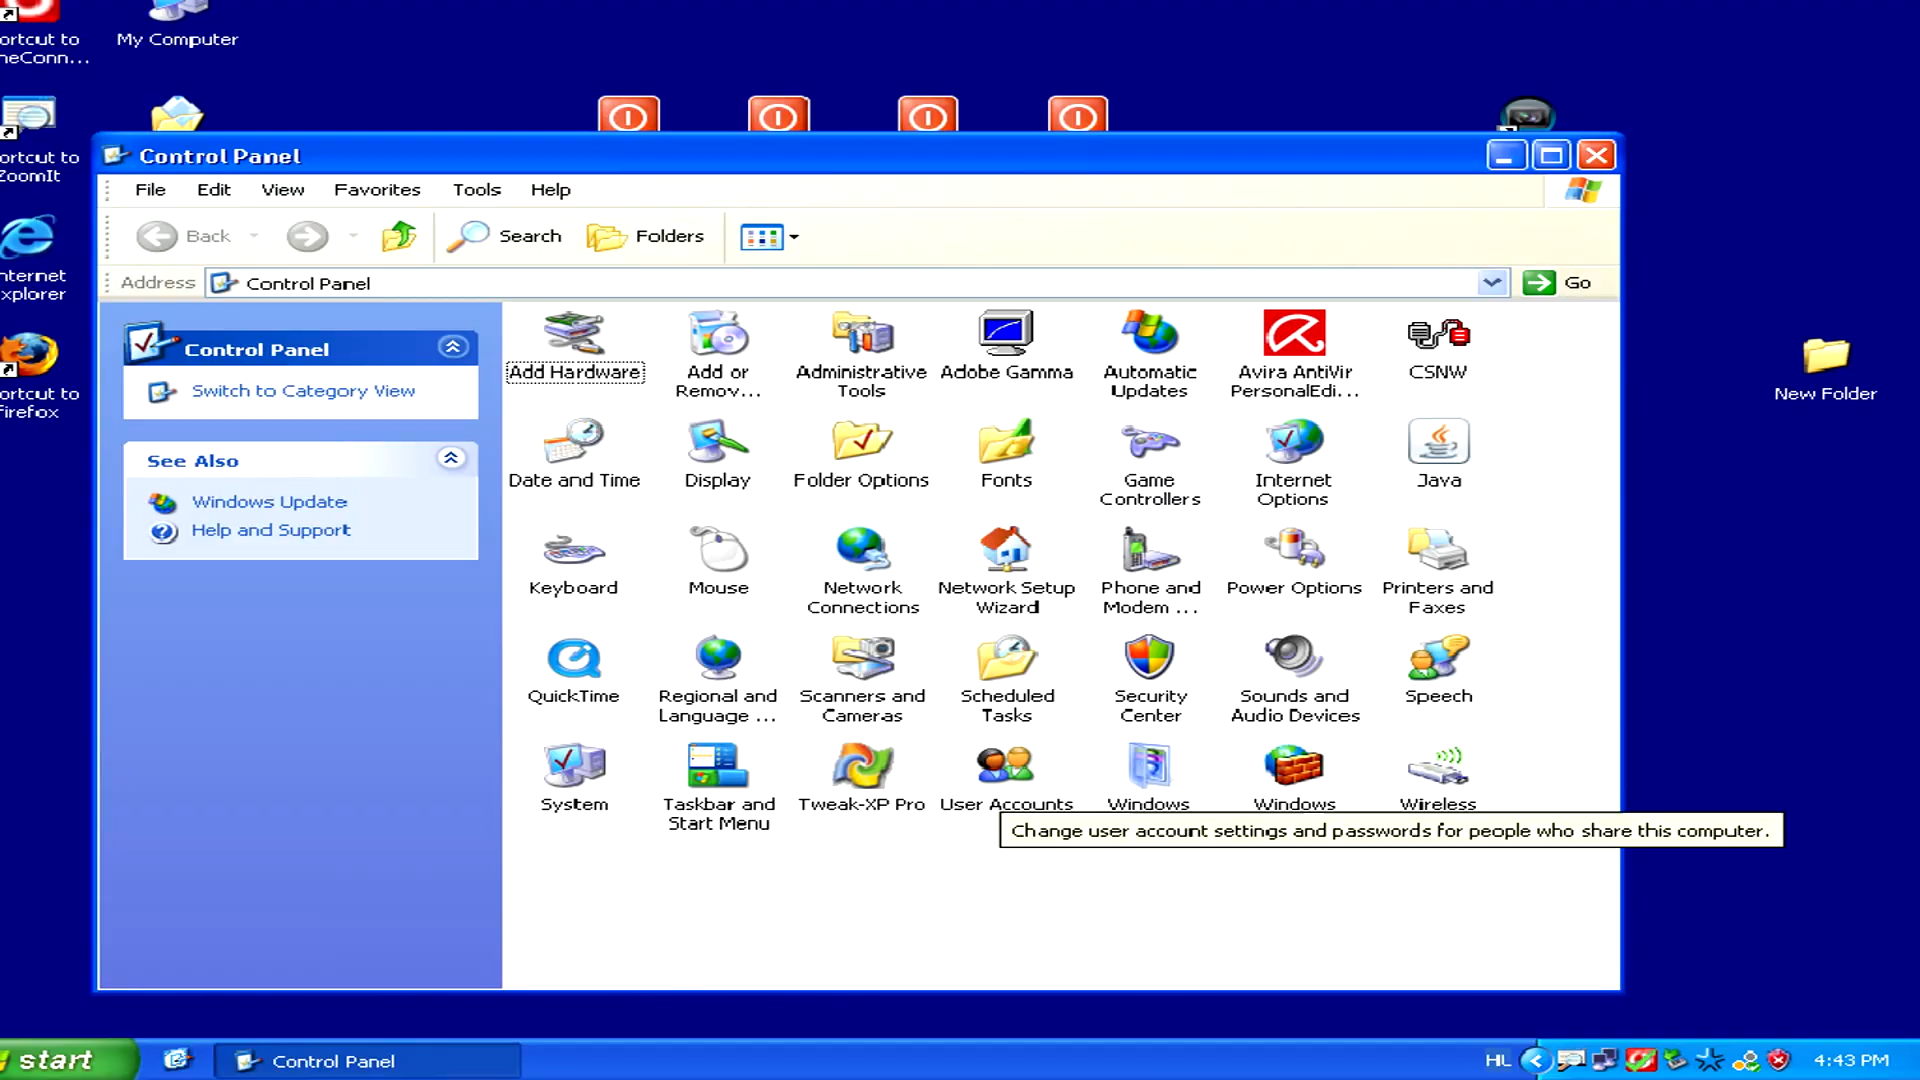 ortcut to
neConn...
My Computer
ortcut to
ZoomIt
nternet
xplorer
ortcut to
Firefox
New Folder
Control Panel
File Edit View Favorites Tools Help
Back Search Folders
Address Control Panel Go
Control Panel
Switch to Category View
See Also
Windows Update
Help and Support
Add Hardware
Add or
Remov...
Administrative
Tools
Adobe Gamma
Automatic
Updates
Avira AntiVir
PersonalEdi...
CSNW
Date and Time
Display
Folder Options
Fonts
Game
Controllers
Internet
Options
Java
Keyboard
Mouse
Network
Connections
Network Setup
Wizard
Phone and
Modem ...
Power Options
Printers and
Faxes
QuickTime
Regional and
Language ...
Scanners and
Cameras
Scheduled
Tasks
Security
Center
Sounds and
Audio Devices
Speech
System
Taskbar and
Start Menu
Tweak-XP Pro
User Accounts
Windows
Windows
Wireless
Change user account settings and passwords for people who share this computer.
start
Control Panel
HL
4:43 PM